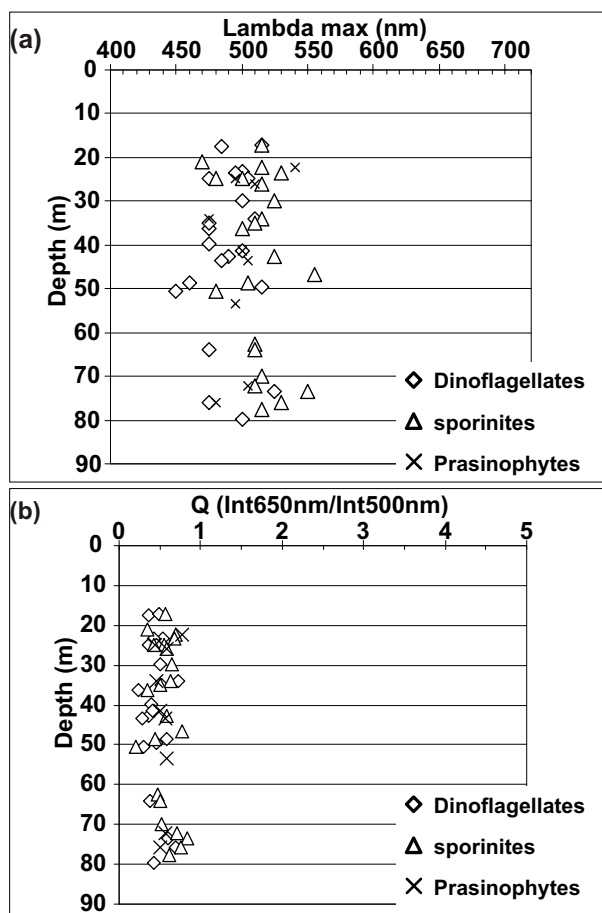 (a)
Lambda max (nm)
400 450 500 550 600 650 700
0
10
20
30
40
50
60
70
80
90
Depth (m)
Dinoflagellates
sporinites
Prasinophytes
(b)
Q (Int650nm/Int500nm)
0 1 2 3 4 5
0
10
20
30
40
50
60
70
80
90
Depth (m)
Dinoflagellates
sporinites
Prasinophytes